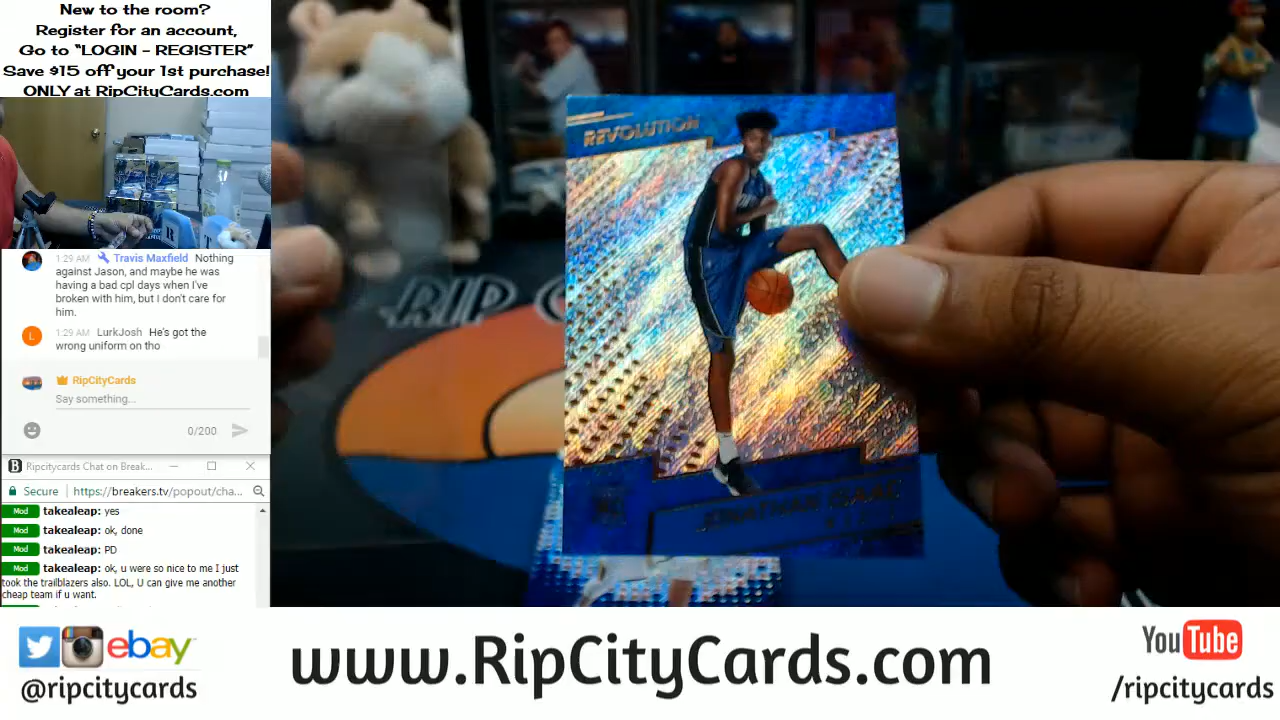 New to the room?
Register for an account,
Go to “LOGIN - REGISTER”
Save $15 off your 1st purchase!
ONLY at RipCityCards.com
1:29 AM Travis Maxfield Nothing
against Jason, and maybe he was
having a bad cpl days when I've
broken with him, but I don't care for
him.
L 1:29 AM LurkJosh He's got the
wrong uniform on tho
RipCityCards
Say something...
0/200
B Ripcitycards Chat on Break...
Secure https://breakers.tv/popout/cha...
Mod takealeap: yes
Mod takealeap: ok, done
Mod takealeap: PD
Mod takealeap: ok, u were so nice to me I just
took the trailblazers also. LOL, U can give me another
cheap team if u want.
REVOLUTION
JONATHAN ISAAC
RIP C
ebay
@ripcitycards
www.RipCityCards.com
YouTube
/ripcitycards